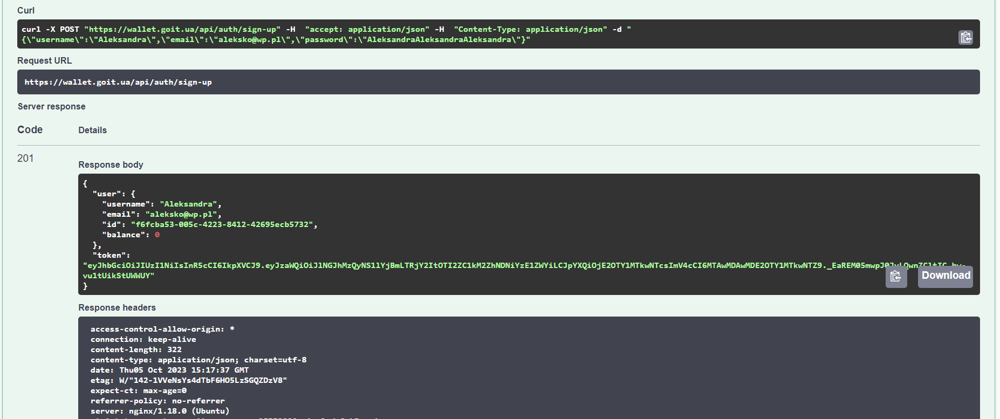 Curl
curl -X POST "https://wallet.goit.ua/api/auth/sign-up" -H  "accept: application/json" -H  "Content-Type: application/json" -d "
{\"username\":\"Aleksandra\",\"email\":\"aleksko@wp.pl\",\"password\":\"AleksandraAleksandraAleksandra\"}"
Request URL
https://wallet.goit.ua/api/auth/sign-up
Server response
Code Details
201
Response body
{
"user": {
"username": "Aleksandra",
"email": "aleksko@wp.pl",
"id": "f6fcba53-005c-4223-8412-42695ecb5732",
"balance": 0
},
"token":
vu1tUikStUWWUY"
Download
}
Response headers
access-control-allow-origin: *
connection: keep-alive
content-length: 322
content-type: application/json; charset=utf-8
date: Thu05 Oct 2023 15:17:37 GMT
etag: W/"142-1VVeNsYs4dTbF6HO5LzSGQZDzV8"
expect-ct: max-age=0
referrer-policy: no-referrer
server: nginx/1.18.0 (Ubuntu)